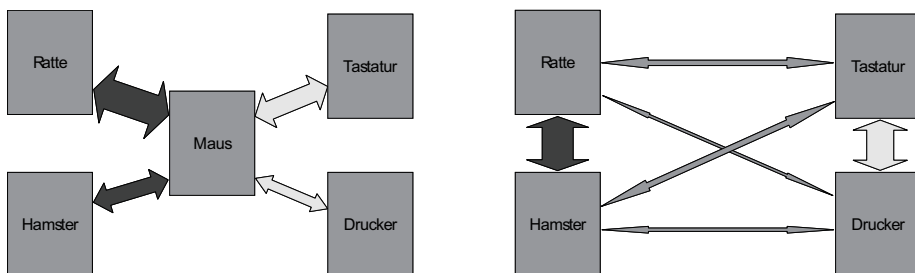 Ratte
Tastatur
Maus
Hamster
Drucker
Ratte
Tastatur
Hamster
Drucker